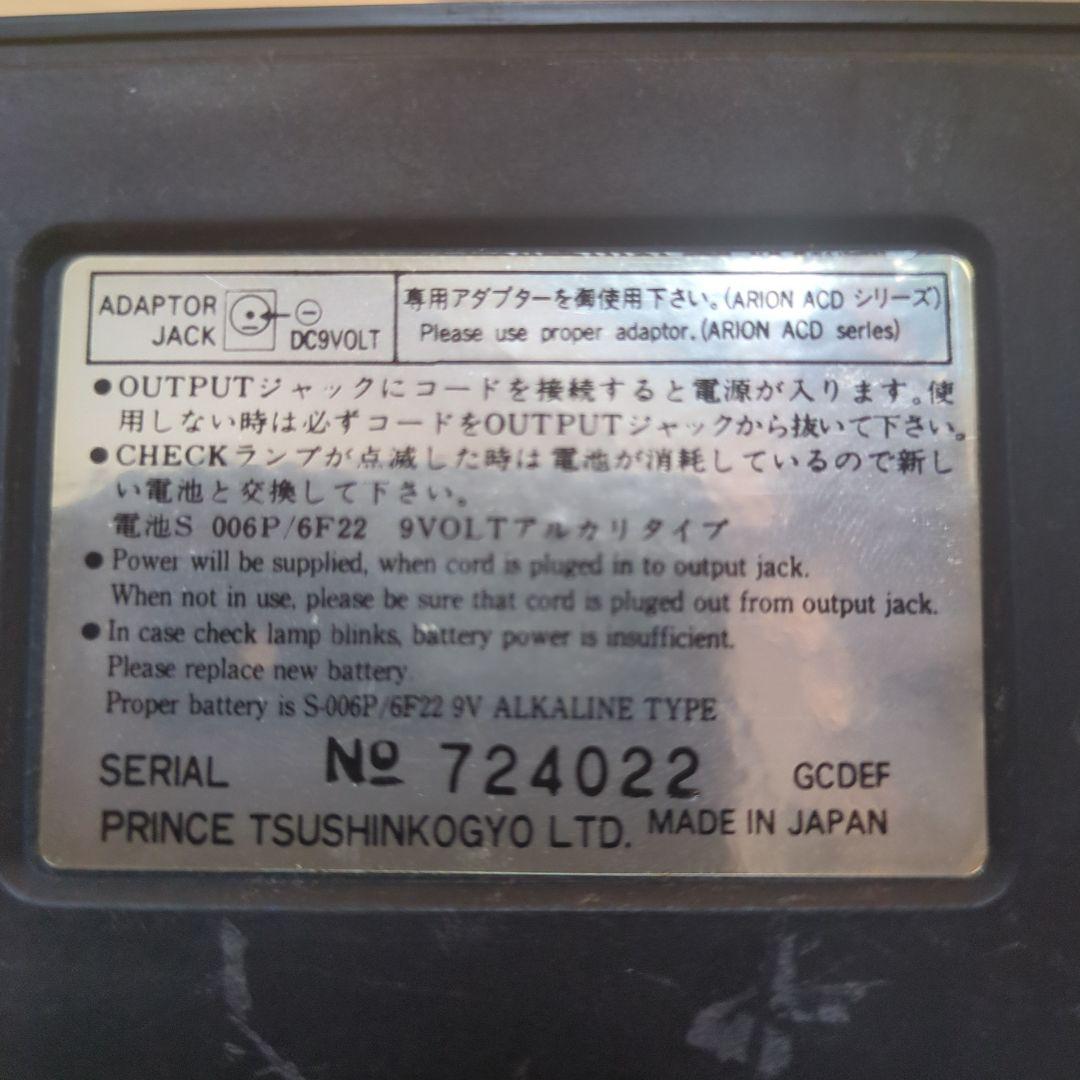 ADAPTOR JACK
⊖ DC9VOLT
専用アダプターを御使用下さい。(ARION ACD シリーズ)
Please use proper adaptor.(ARION ACD series)
●OUTPUTジャックにコードを接続すると電源が入ります。使
用しない時は必ずコードをOUTPUTジャックから抜いて下さい。
●CHECKランプが点滅した時は電池が消耗しているので新し
い電池と交換して下さい。
電池S 006P/6F22 9VOLTアルカリタイプ
●Power will be supplied, when cord is pluged in to output jack.
When not in use, please be sure that cord is pluged out from output jack.
●In case check lamp blinks, battery power is insufficient.
Please replace new battery.
Proper battery is S-006P/6F22 9V ALKALINE TYPE
SERIAL № 724022 GCDEF
PRINCE TSUSHINKOGYO LTD. MADE IN JAPAN